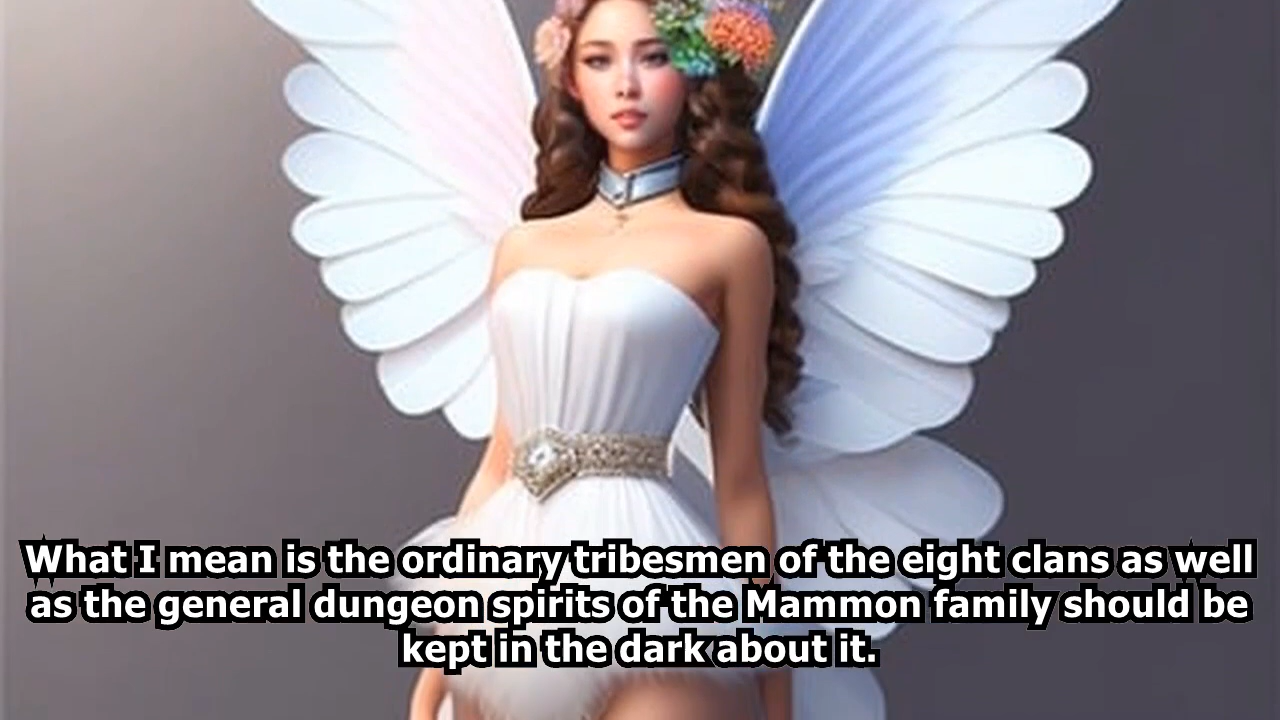 What I mean is the ordinary tribesmen of the eight clans as well
as the general dungeon spirits of the Mammon family should be
kept in the dark about it.